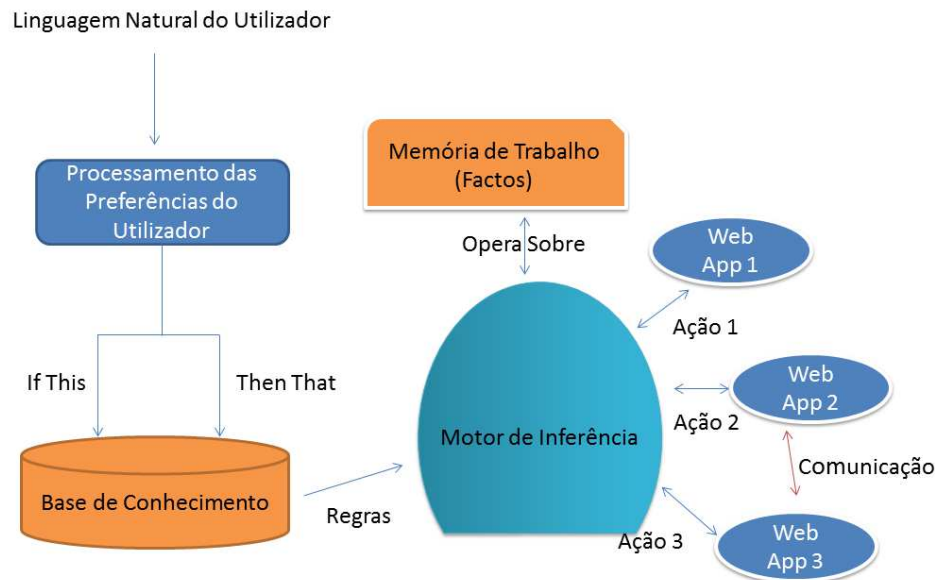 Linguagem Natural do Utilizador
Processamento das
Preferências do
Utilizador
If This
Then That
Base de Conhecimento
Regras
Memória de Trabalho
(Factos)
Opera Sobre
Motor de Inferência
Web
App 1
Ação 1
Web
App 2
Ação 2
Comunicação
Ação 3
Web
App 3